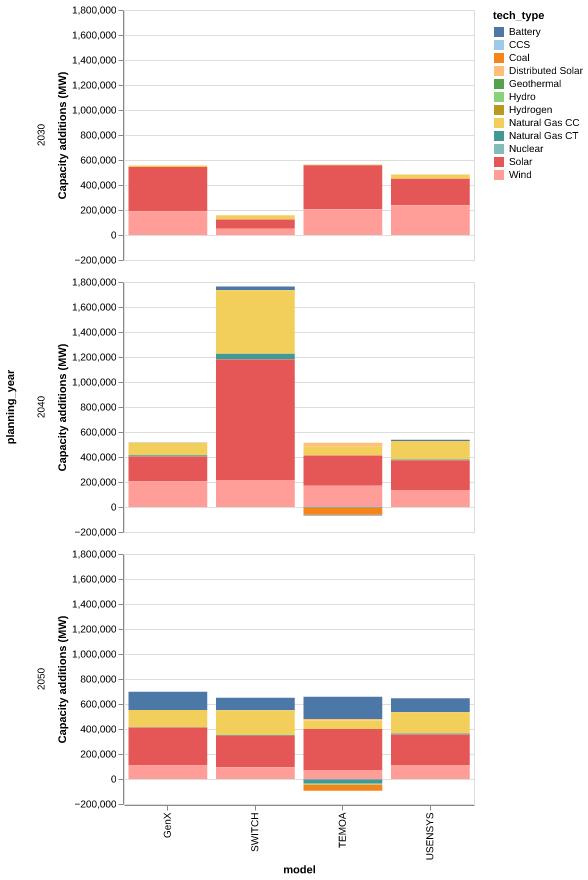 planning_year
2030
Capacity additions (MW)
1,800,000
1,600,000
1,400,000
1,200,000
1,000,000
800,000
600,000
400,000
200,000
0
−200,000
2040
Capacity additions (MW)
1,800,000
1,600,000
1,400,000
1,200,000
1,000,000
800,000
600,000
400,000
200,000
0
−200,000
2050
Capacity additions (MW)
1,800,000
1,600,000
1,400,000
1,200,000
1,000,000
800,000
600,000
400,000
200,000
0
−200,000
GenX
SWITCH
TEMOA
USENSYS
model
tech_type
Battery
CCS
Coal
Distributed Solar
Geothermal
Hydro
Hydrogen
Natural Gas CC
Natural Gas CT
Nuclear
Solar
Wind